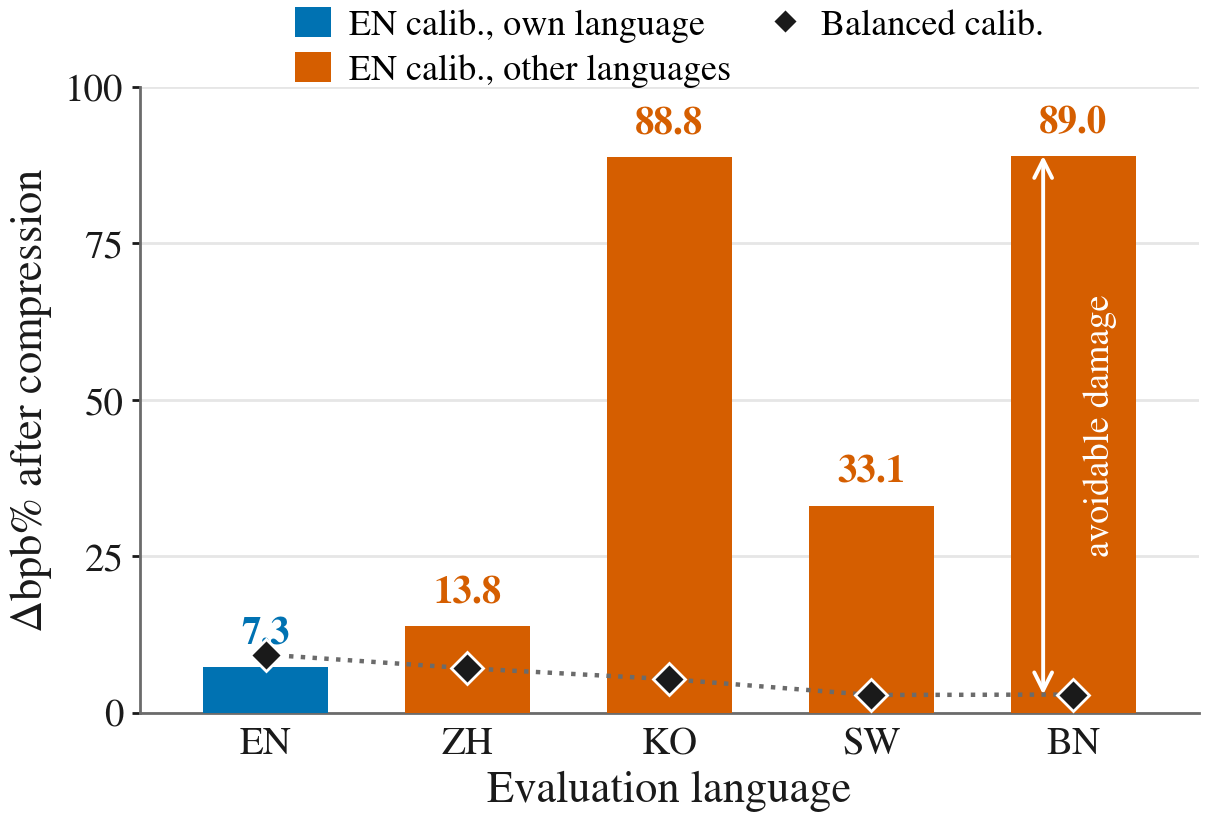 EN calib., own language
EN calib., other languages
Balanced calib.
Δbpb% after compression
100
75
50
25
0
7.3
13.8
88.8
33.1
89.0
avoidable damage
EN ZH KO SW BN
Evaluation language